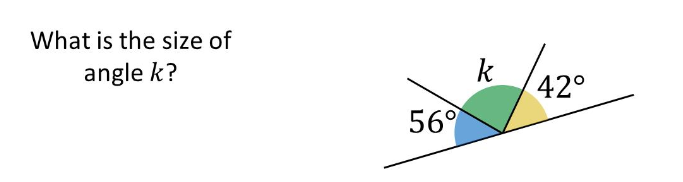 What is the size of
angle k?
k
42°
56°